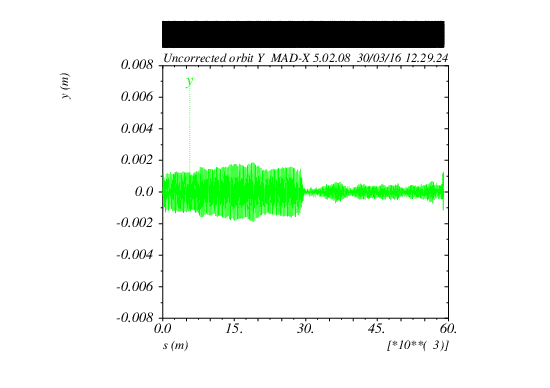 Uncorrected orbit Y MAD-X 5.02.08 30/03/16 12.29.24
y (m)
0.008
y
0.006
0.004
0.002
0.0
-0.002
-0.004
-0.006
-0.008
0.0 15. 30. 45. 60.
s (m) [*10**( 3)]